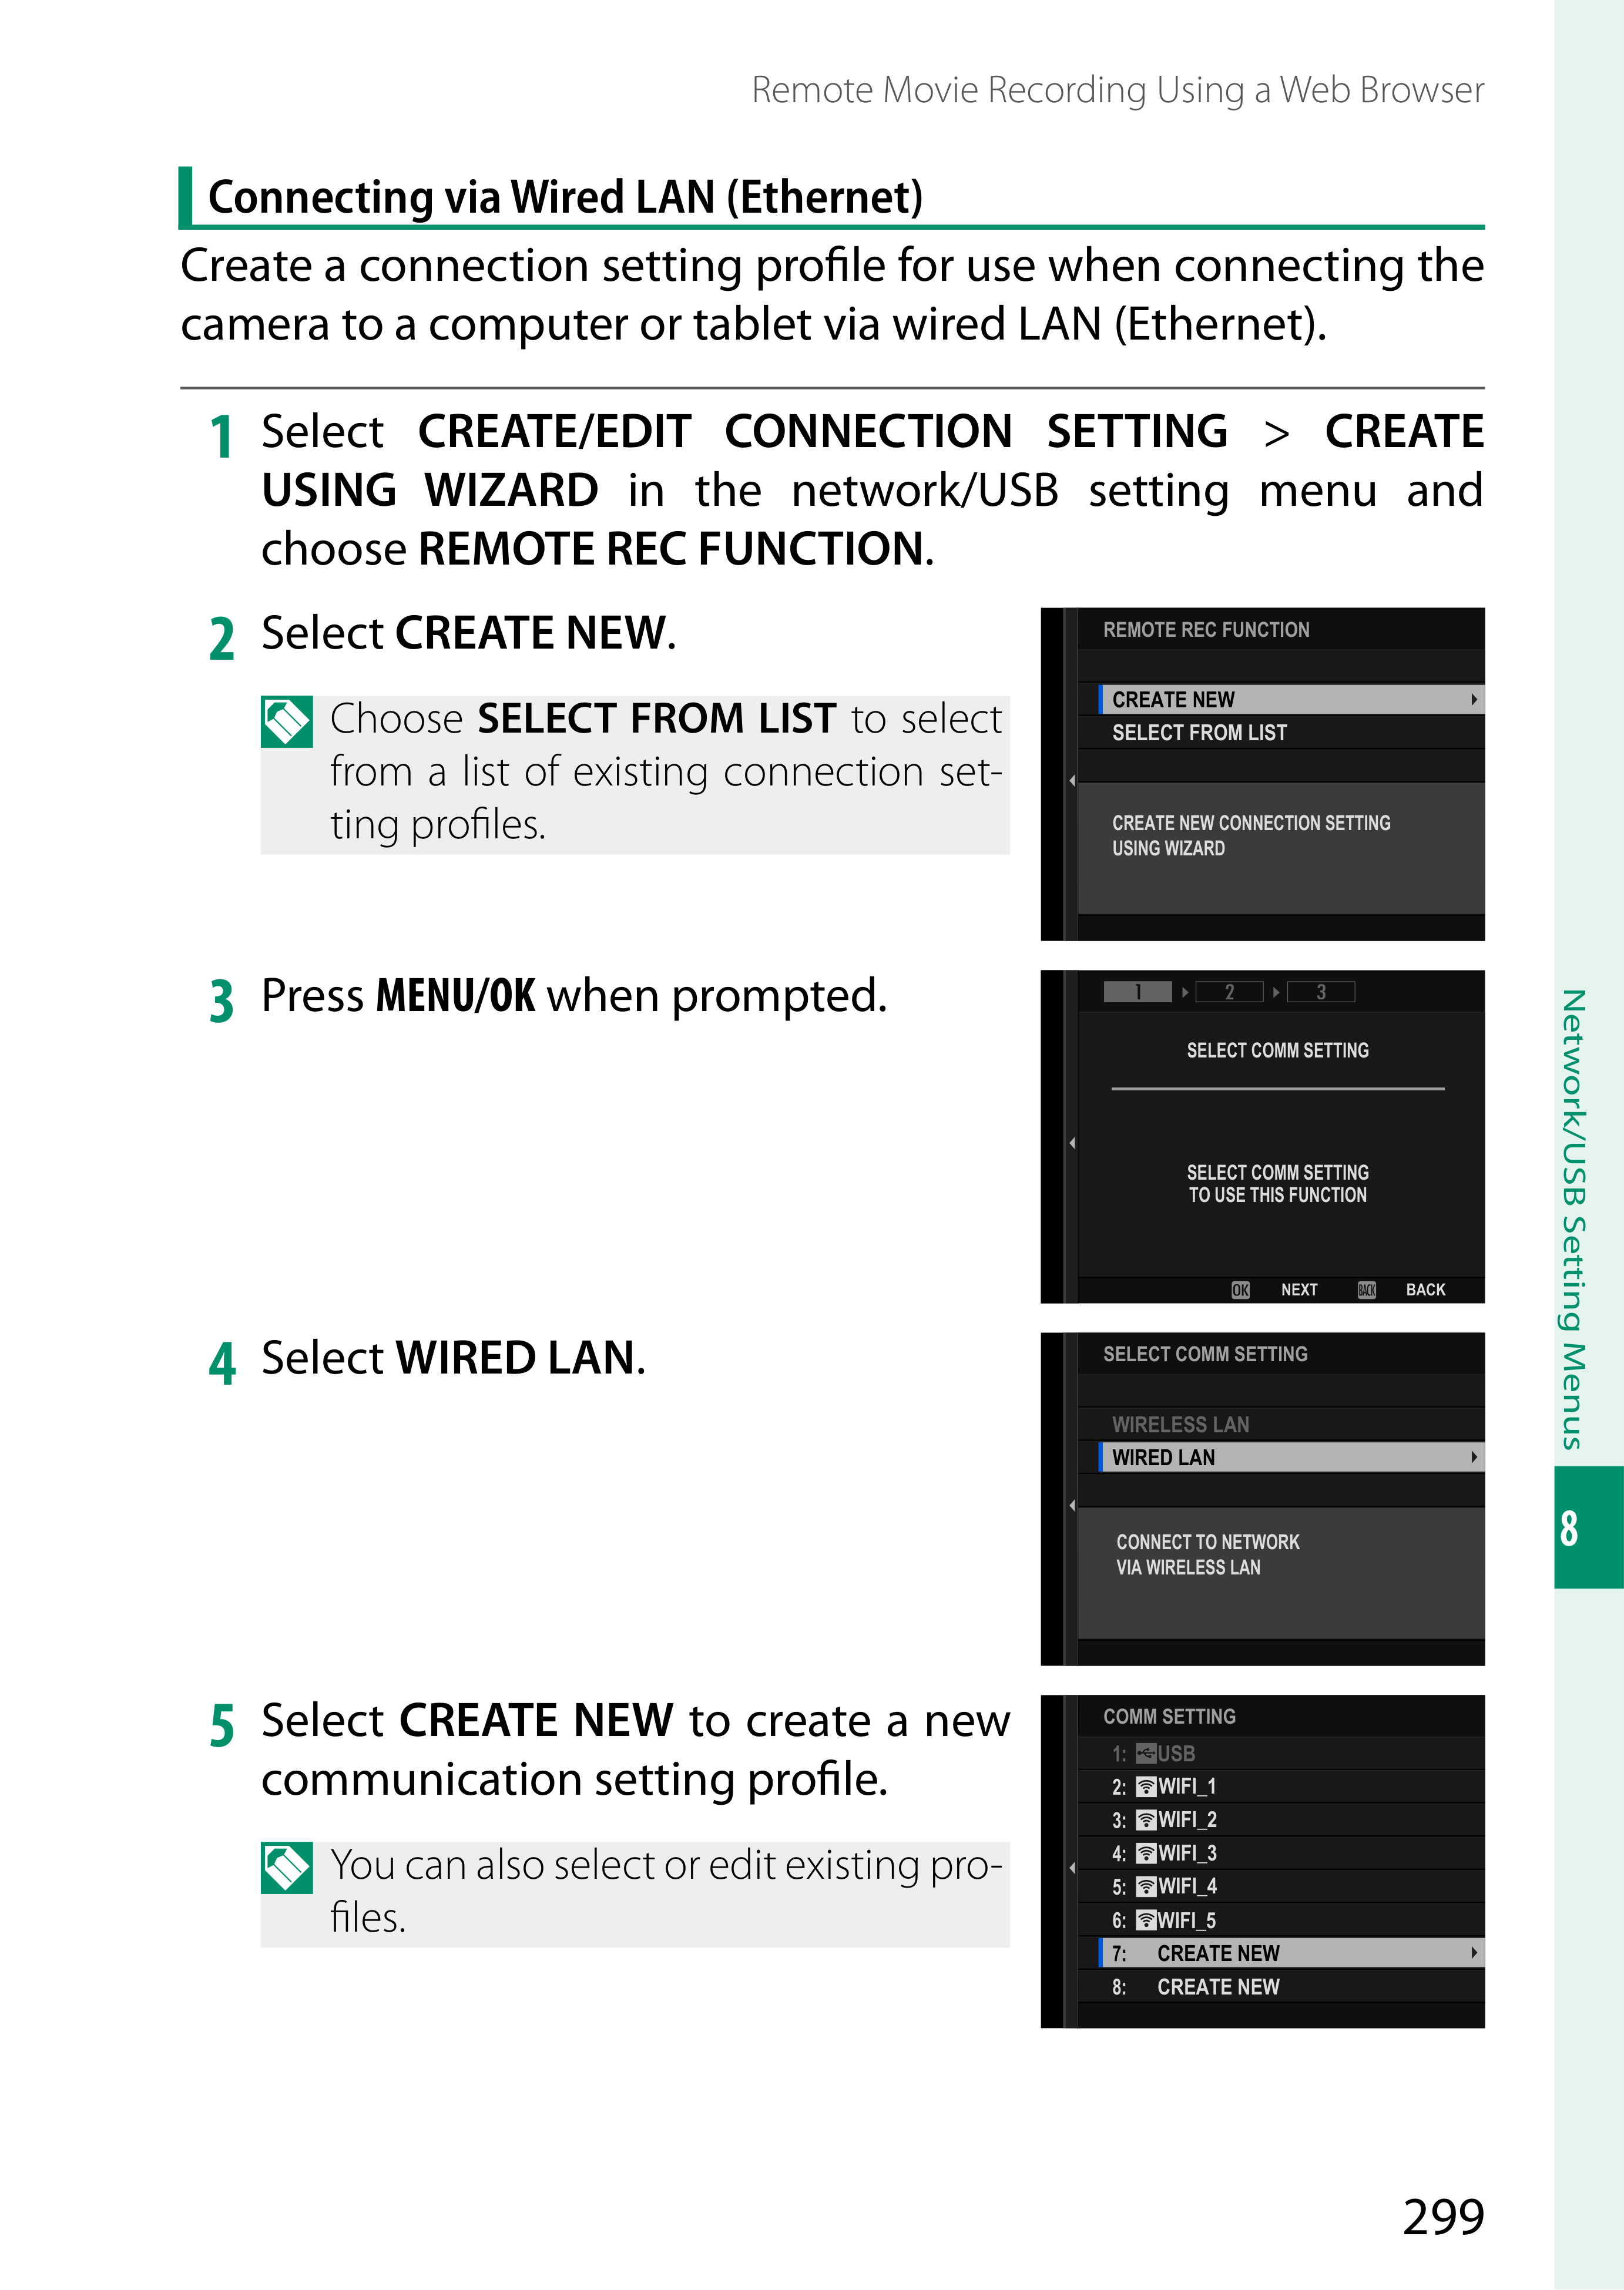 Remote Movie Recording Using a Web Browser
Connecting via Wired LAN (Ethernet)
Create a connection setting profile for use when connecting the
camera to a computer or tablet via wired LAN (Ethernet).
1 Select CREATE/EDIT CONNECTION SETTING > CREATE
USING WIZARD in the network/USB setting menu and
choose REMOTE REC FUNCTION.
2 Select CREATE NEW.
Choose SELECT FROM LIST to select
from a list of existing connection set-
ting profiles.
REMOTE REC FUNCTION
CREATE NEW
SELECT FROM LIST
CREATE NEW CONNECTION SETTING
USING WIZARD
3 Press MENU/OK when prompted.
1 2 3
SELECT COMM SETTING
SELECT COMM SETTING
TO USE THIS FUNCTION
OK NEXT BACK BACK
4 Select WIRED LAN.
SELECT COMM SETTING
WIRELESS LAN
WIRED LAN
CONNECT TO NETWORK
VIA WIRELESS LAN
5 Select CREATE NEW to create a new
communication setting profile.
You can also select or edit existing pro-
files.
COMM SETTING
1: USB
2: WIFI_1
3: WIFI_2
4: WIFI_3
5: WIFI_4
6: WIFI_5
7: CREATE NEW
8: CREATE NEW
Network/USB Setting Menus
8
299